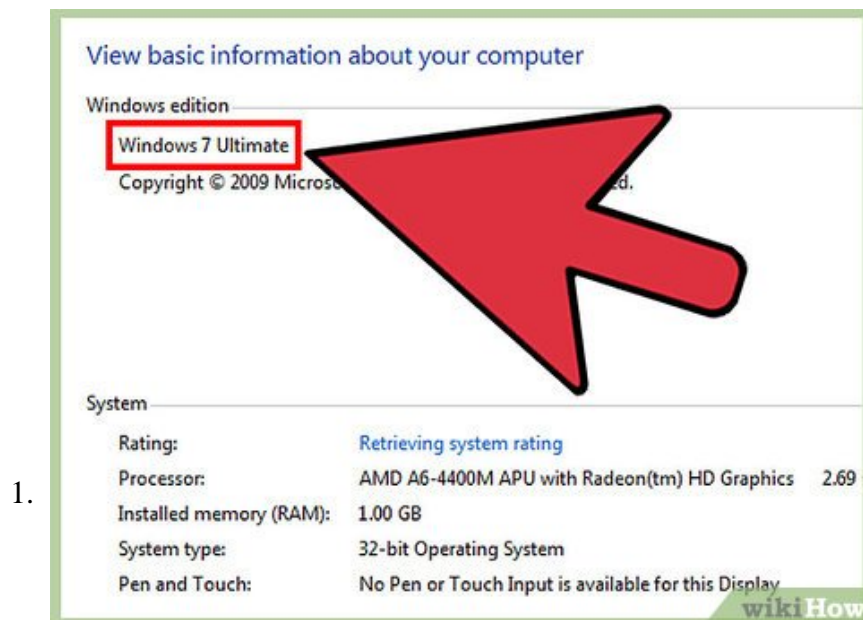 View basic information about your computer
Windows edition
Windows 7 Ultimate
Copyright © 2009 Micros ed.
System
Rating: Retrieving system rating
1.
Processor: AMD A6-4400M APU with Radeon(tm) HD Graphics 2.69
Installed memory (RAM): 1.00 GB
System type: 32-bit Operating System
Pen and Touch: No Pen or Touch Input is available for this Display
wikiHow